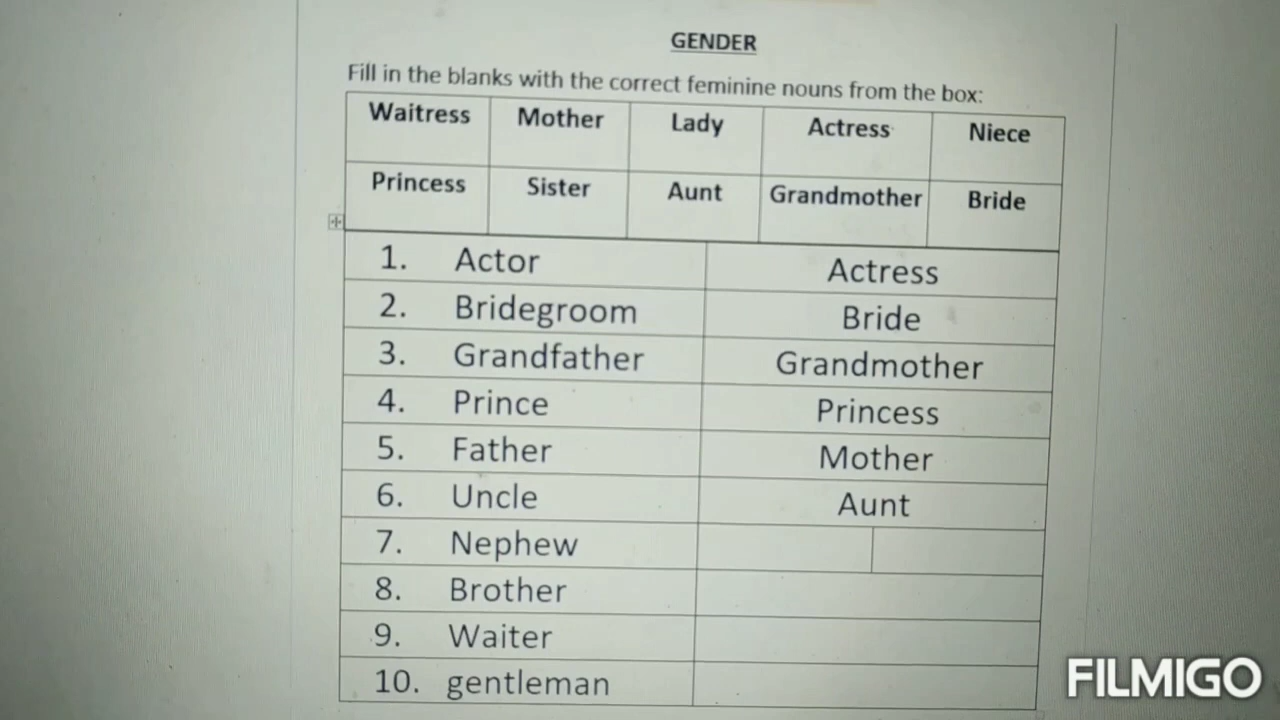 GENDER
Fill in the blanks with the correct feminine nouns from the box:
Waitress Mother Lady Actress Niece
Princess Sister Aunt Grandmother Bride
1. Actor Actress
2. Bridegroom Bride
3. Grandfather Grandmother
4. Prince Princess
5. Father Mother
6. Uncle Aunt
7. Nephew
8. Brother
9. Waiter
10. gentleman
FILMIGO